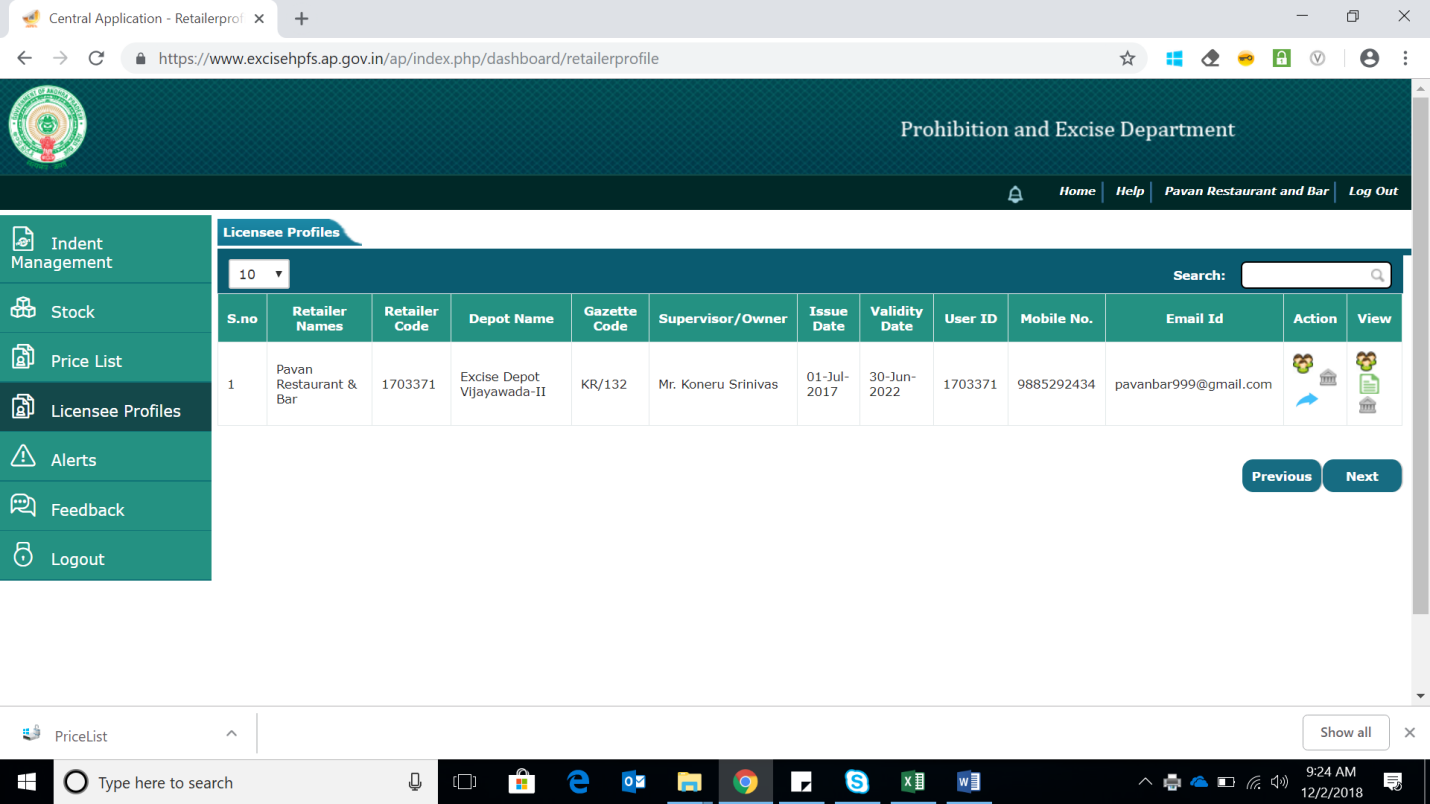 Central Application - Retailerprof
https://www.excisehpfs.ap.gov.in/ap/index.php/dashboard/retailerprofile
Prohibition and Excise Department
Home Help Pavan Restaurant and Bar Log Out
Indent
Management
Stock
Price List
Licensee Profiles
Alerts
Feedback
Logout
Licensee Profiles
10
Search:
S.no Retailer Names Retailer Code Depot Name Gazette Code Supervisor/Owner Issue Date Validity Date User ID Mobile No. Email Id Action View
1 Pavan Restaurant & Bar 1703371 Excise Depot Vijayawada-II KR/132 Mr. Koneru Srinivas 01-Jul-2017 30-Jun-2022 1703371 9885292434 pavanbar999@gmail.com
Previous Next
PriceList
Show all
Type here to search
9:24 AM
12/2/2018